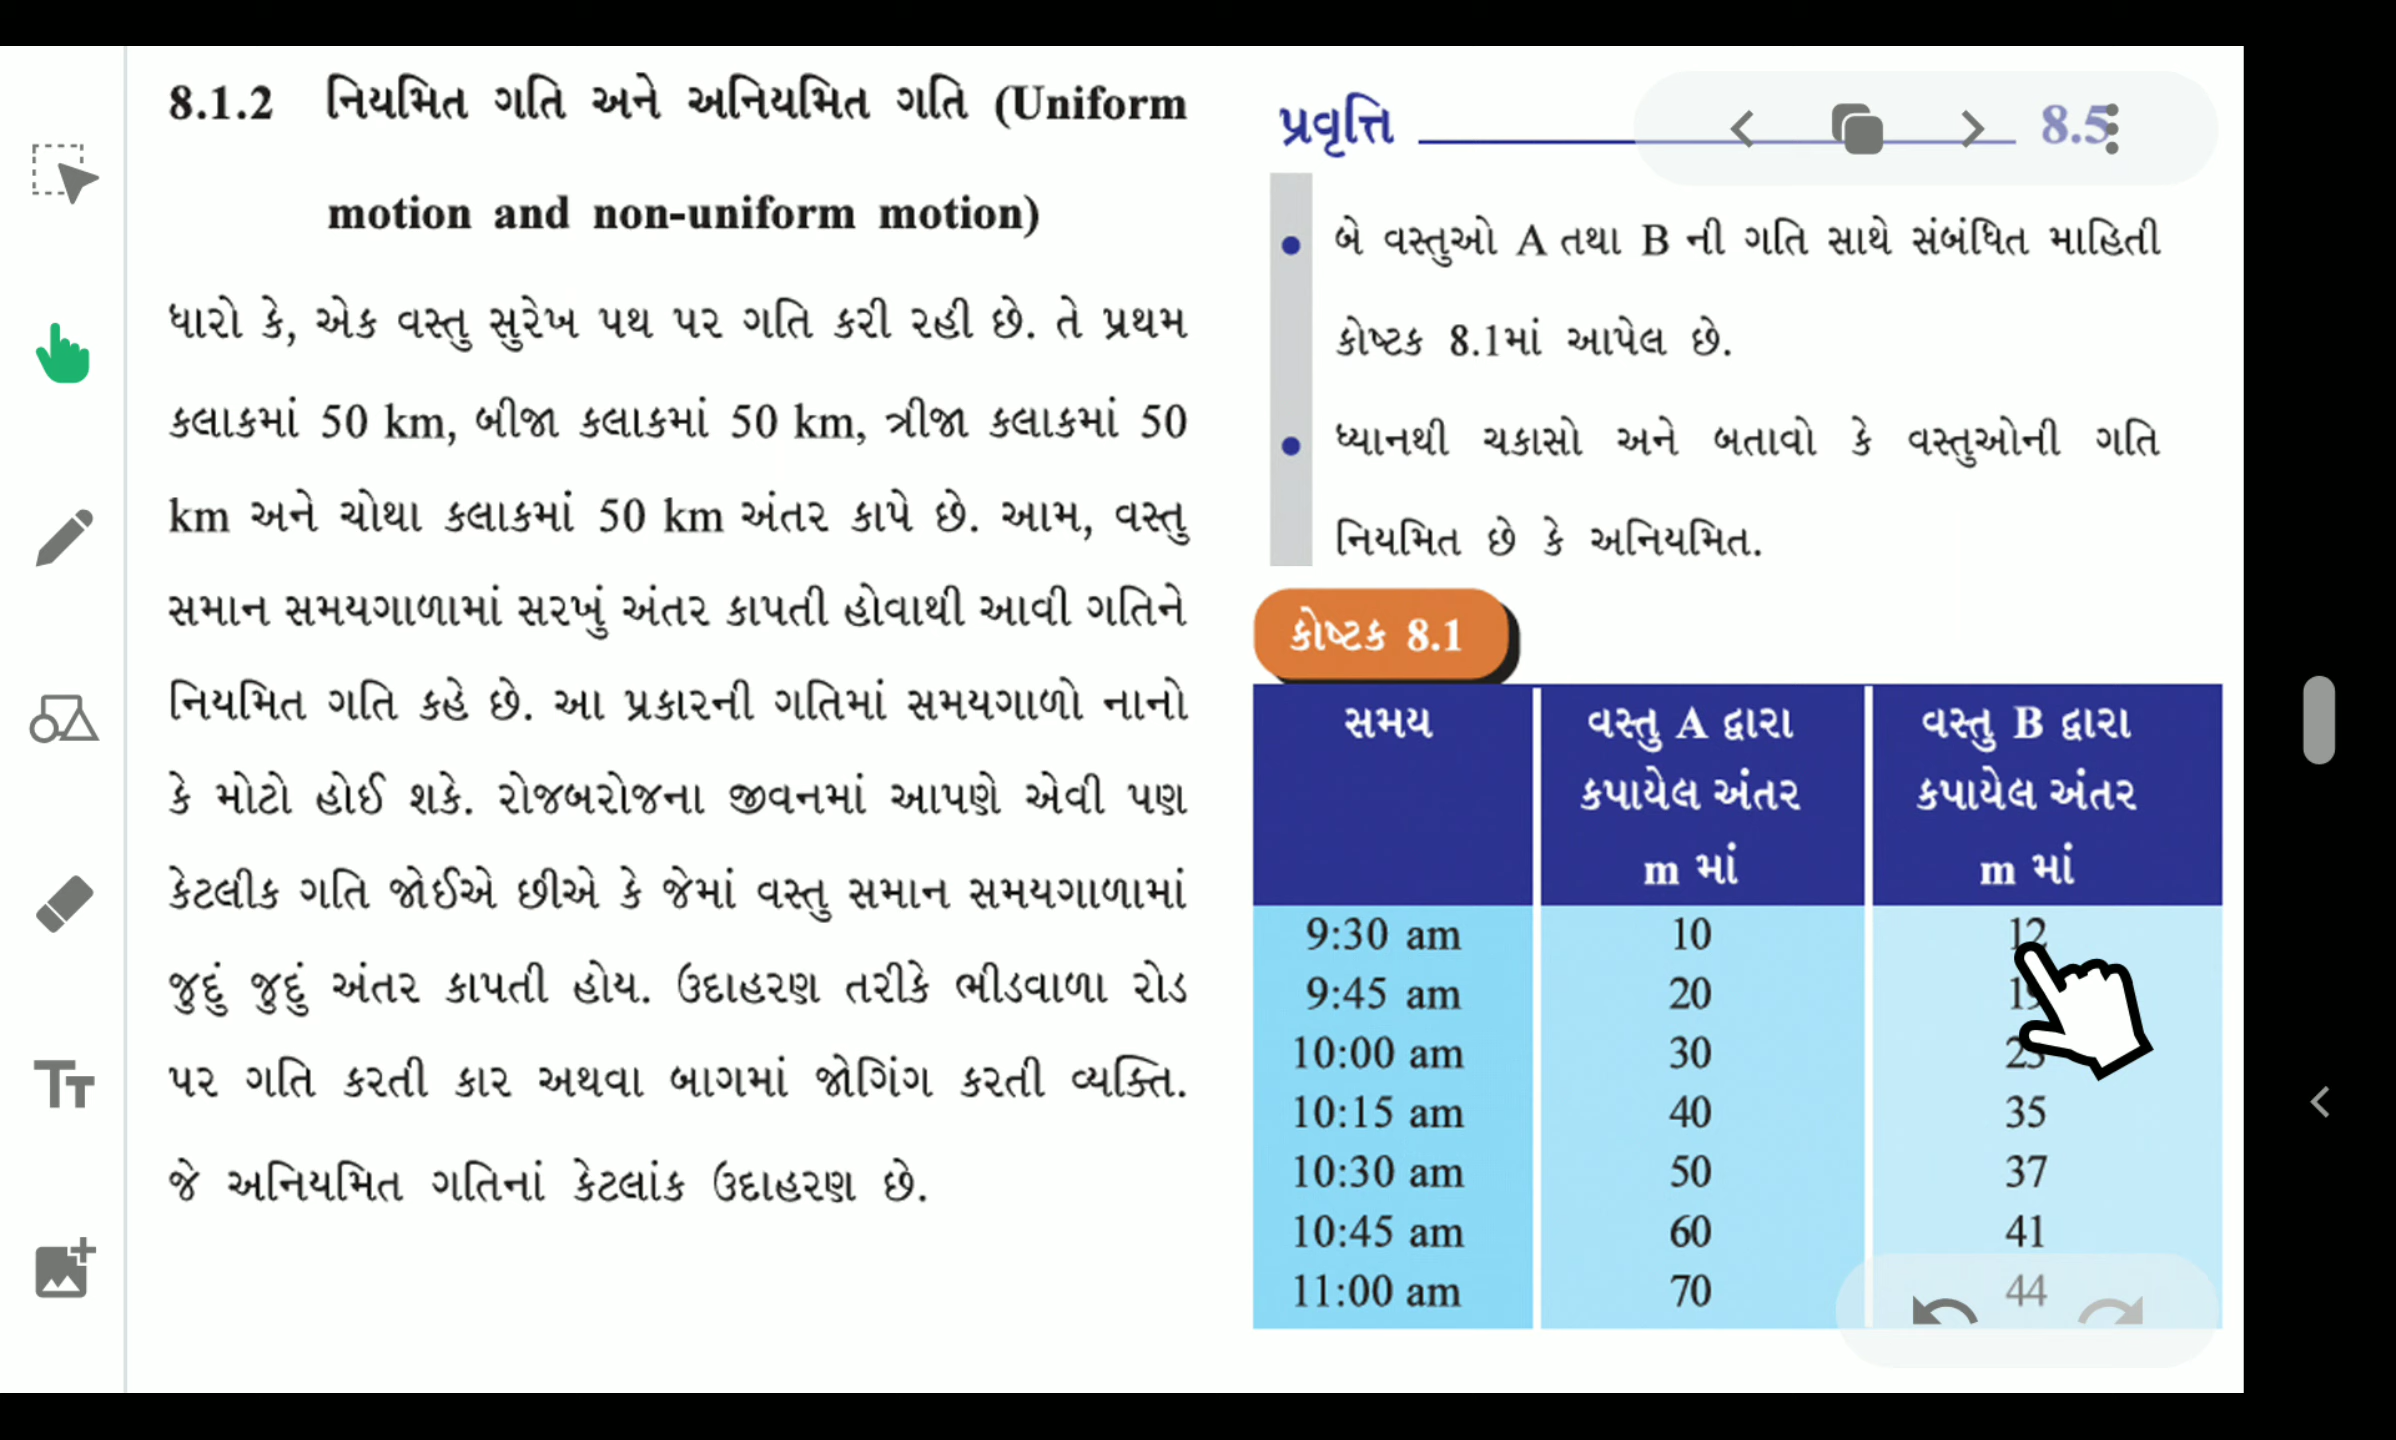 8.1.2 નિયમિત ગતિ અને અનિયમિત ગતિ (Uniform
motion and non-uniform motion)
ધારો કે, એક વસ્તુ સુરેખ પથ પર ગતિ કરી રહી છે. તે પ્રથમ
કલાકમાં 50 km, બીજા કલાકમાં 50 km, ત્રીજા કલાકમાં 50
km અને ચોથા કલાકમાં 50 km અંતર કાપે છે. આમ, વસ્તુ
સમાન સમયગાળામાં સરખું અંતર કાપતી હોવાથી આવી ગતિને
નિયમિત ગતિ કહે છે. આ પ્રકારની ગતિમાં સમયગાળો નાનો
કે મોટો હોઈ શકે. રોજબરોજના જીવનમાં આપણે એવી પણ
કેટલીક ગતિ જોઈએ છીએ કે જેમાં વસ્તુ સમાન સમયગાળામાં
જુદું જુદું અંતર કાપતી હોય. ઉદાહરણ તરીકે ભીડવાળા રોડ
પર ગતિ કરતી કાર અથવા બાગમાં જોગિંગ કરતી વ્યક્તિ.
જે અનિયમિત ગતિનાં કેટલાંક ઉદાહરણ છે.
પ્રવૃત્તિ 8.5
• બે વસ્તુઓ A તથા B ની ગતિ સાથે સંબંધિત માહિતી
કોષ્ટક 8.1માં આપેલ છે.
• ધ્યાનથી ચકાસો અને બતાવો કે વસ્તુઓની ગતિ
નિયમિત છે કે અનિયમિત.
કોષ્ટક 8.1
સમય વસ્તુ A દ્વારા વસ્તુ B દ્વારા
કપાયેલ અંતર કપાયેલ અંતર
m માં m માં
9:30 am 10 12
9:45 am 20 19
10:00 am 30 23
10:15 am 40 35
10:30 am 50 37
10:45 am 60 41
11:00 am 70 44